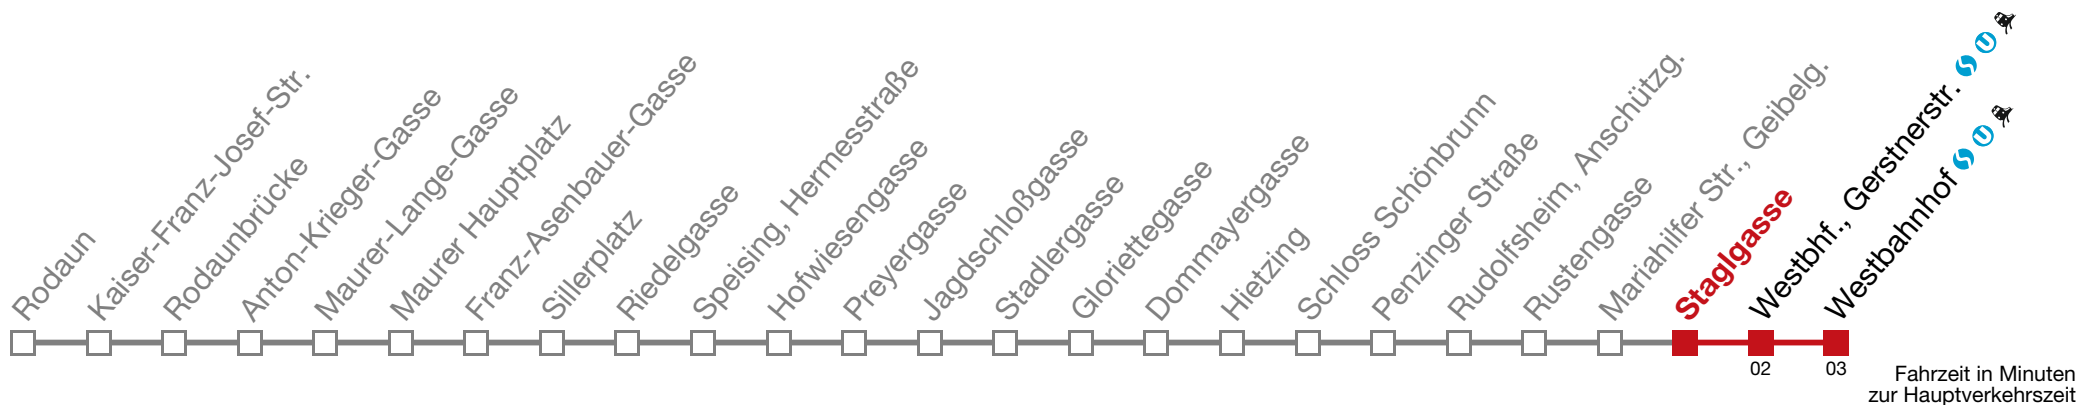 Rodaun
Kaiser-Franz-Josef-Str.
Rodaunbrücke
Anton-Krieger-Gasse
Maurer-Lange-Gasse
Maurer Hauptplatz
Franz-Asenbauer-Gasse
Sillerplatz
Riedelgasse
Speising, Hermesstraße
Hofwiesengasse
Preyergasse
Jagdschloßgasse
Stadlergasse
Gloriettegasse
Dommayergasse
Hietzing
Schloss Schönbrunn
Penzinger Straße
Rudolfsheim, Anschützg.
Rustengasse
Mariahilfer Str., Geibelg.
Staglgasse
Westbhf., Gerstnerstr. S U
Westbahnhof S U
02
03
Fahrzeit in Minuten
zur Hauptverkehrszeit